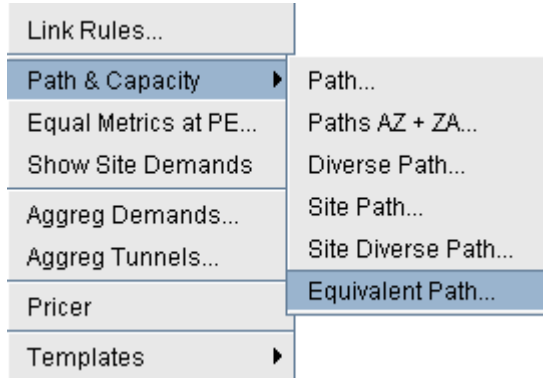 Link Rules...
Path & Capacity
Equal Metrics at PE...
Show Site Demands
Aggreg Demands...
Aggreg Tunnels...
Pricer
Templates
Path...
Paths AZ + ZA...
Diverse Path...
Site Path...
Site Diverse Path...
Equivalent Path...